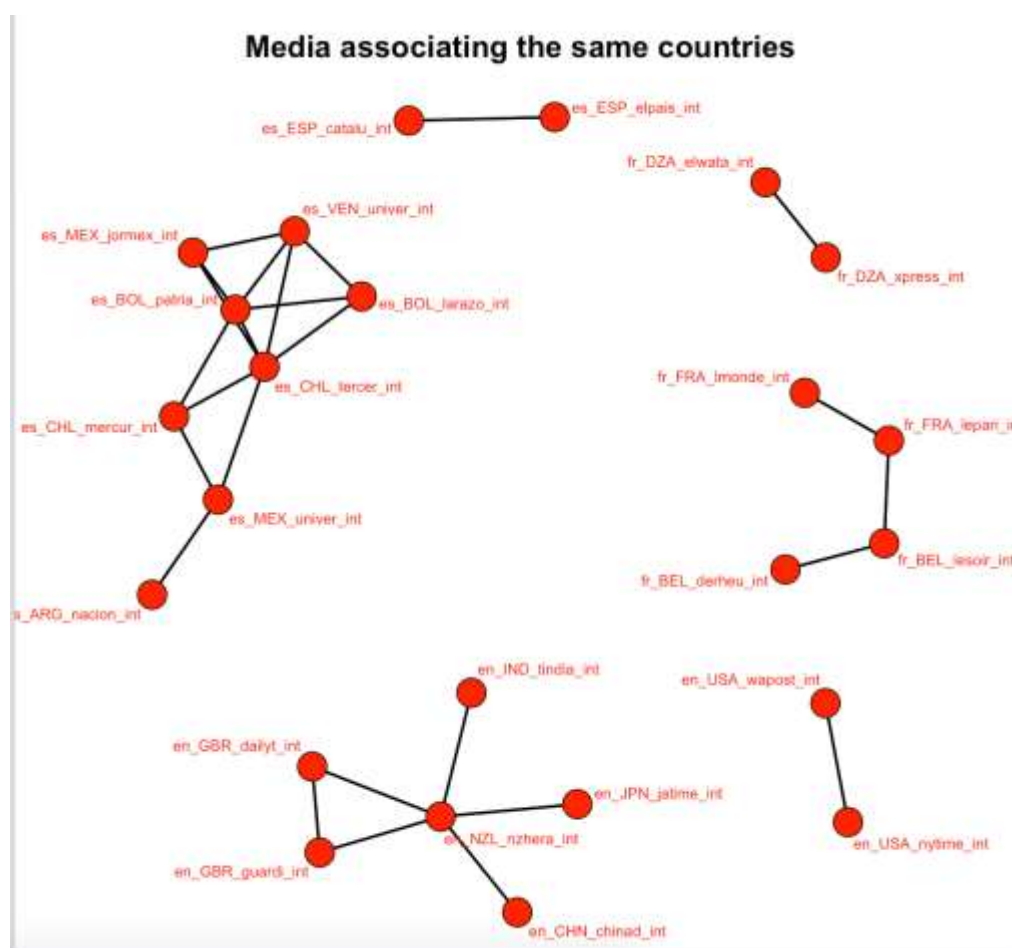 Media associating the same countries
es_ESP_elpais_int
es_ESP_catalu_int
fr_DZA_elwata_int
es_VEN_univer_int
es_MEX_jormex_int
fr_DZA_xpress_int
es_BOL_patria_int
es_BOL_larazo_int
fr_FRA_lmonde_int
es_CHL_tercer_int
fr_FRA_lepari_in
es_CHL_mercur_int
es_MEX_univer_int
fr_BEL_lesoir_int
fr_BEL_derheu_int
s_ARG_nacion_int
en_IND_tindia_int
en_USA_wapost_int
en_GBR_dailyt_int
en_JPN_jatime_int
en_NZL_nzhera_int
en_USA_nytime_int
en_GBR_guardi_int
en_CHN_chinad_int